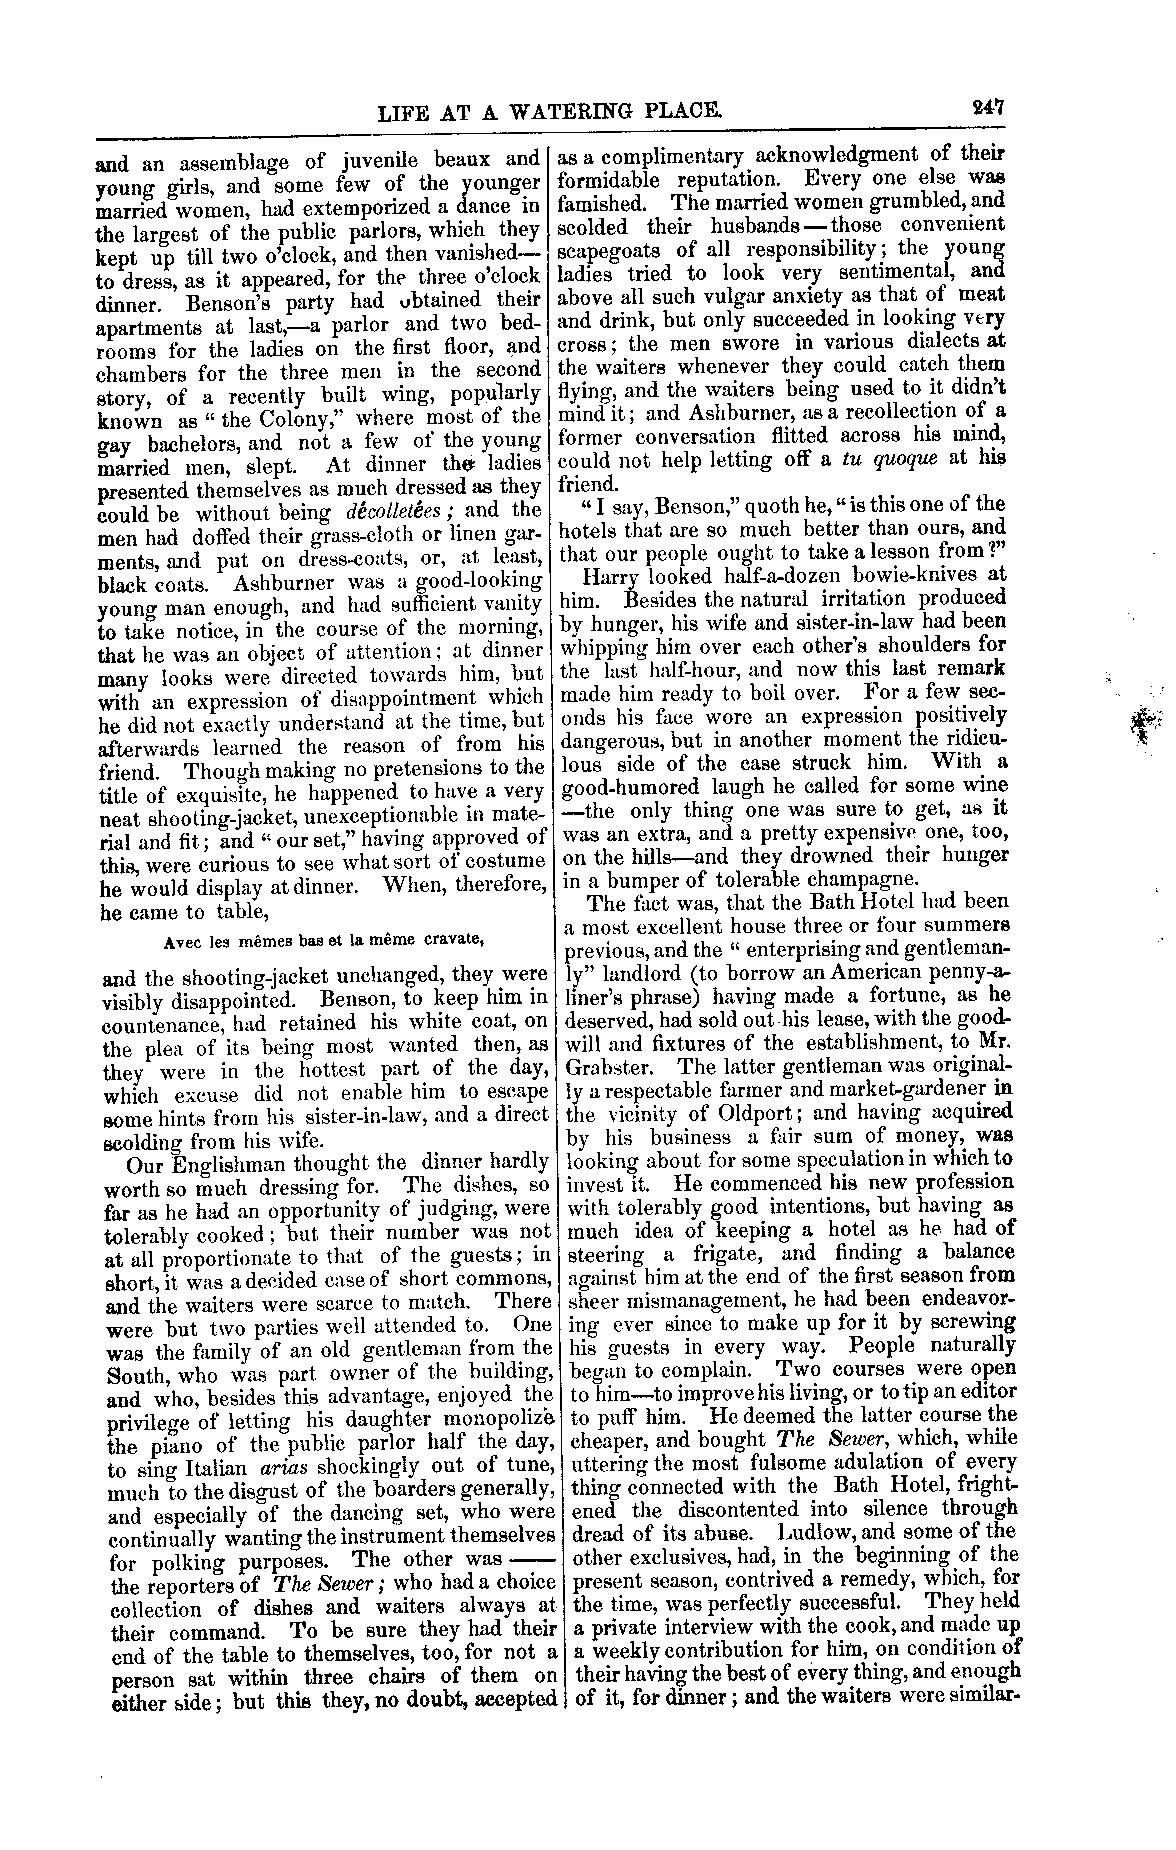 LIFE AT A WATERING PLACE. 247
and an assemblage of juvenile beaux and
young girls, and some few of the younger
married women, had extemporized a dance in
the largest of the public parlors, which they
kept up till two o'clock, and then vanished—
to dress, as it appeared, for the three o'clock
dinner. Benson's party had obtained their
apartments at last,—a parlor and two bed-
rooms for the ladies on the first floor, and
chambers for the three men in the second
story, of a recently built wing, popularly
known as "the Colony," where most of the
gay bachelors, and not a few of the young
married men, slept. At dinner the ladies
presented themselves as much dressed as they
could be without being décolletées; and the
men had doffed their grass-cloth or linen gar-
ments, and put on dress-coats, or, at least,
black coats. Ashburner was a good-looking
young man enough, and had sufficient vanity
to take notice, in the course of the morning,
that he was an object of attention; at dinner
many looks were directed towards him, but
with an expression of disappointment which
he did not exactly understand at the time, but
afterwards learned the reason of from his
friend. Though making no pretensions to the
title of exquisite, he happened to have a very
neat shooting-jacket, unexceptionable in mate-
rial and fit; and "our set," having approved of
this, were curious to see what sort of costume
he would display at dinner. When, therefore,
he came to table,
Avec les mêmes bas et la même cravate,
and the shooting-jacket unchanged, they were
visibly disappointed. Benson, to keep him in
countenance, had retained his white coat, on
the plea of its being most wanted then, as
they were in the hottest part of the day,
which excuse did not enable him to escape
some hints from his sister-in-law, and a direct
scolding from his wife.
Our Englishman thought the dinner hardly
worth so much dressing for. The dishes, so
far as he had an opportunity of judging, were
tolerably cooked; but their number was not
at all proportionate to that of the guests; in
short, it was a decided case of short commons,
and the waiters were scarce to match. There
were but two parties well attended to. One
was the family of an old gentleman from the
South, who was part owner of the building,
and who, besides this advantage, enjoyed the
privilege of letting his daughter monopolize
the piano of the public parlor half the day,
to sing Italian arias shockingly out of tune,
much to the disgust of the boarders generally,
and especially of the dancing set, who were
continually wanting the instrument themselves
for polking purposes. The other was ——
the reporters of The Sewer; who had a choice
collection of dishes and waiters always at
their command. To be sure they had their
end of the table to themselves, too, for not a
person sat within three chairs of them on
either side; but this they, no doubt, accepted
as a complimentary acknowledgment of their
formidable reputation. Every one else was
famished. The married women grumbled, and
scolded their husbands—those convenient
scapegoats of all responsibility; the young
ladies tried to look very sentimental, and
above all such vulgar anxiety as that of meat
and drink, but only succeeded in looking very
cross; the men swore in various dialects at
the waiters whenever they could catch them
flying, and the waiters being used to it didn't
mind it; and Ashburner, as a recollection of a
former conversation flitted across his mind,
could not help letting off a tu quoque at his
friend.
"I say, Benson," quoth he, "is this one of the
hotels that are so much better than ours, and
that our people ought to take a lesson from?"
Harry looked half-a-dozen bowie-knives at
him. Besides the natural irritation produced
by hunger, his wife and sister-in-law had been
whipping him over each other's shoulders for
the last half-hour, and now this last remark
made him ready to boil over. For a few sec-
onds his face wore an expression positively
dangerous, but in another moment the ridicu-
lous side of the case struck him. With a
good-humored laugh he called for some wine
—the only thing one was sure to get, as it
was an extra, and a pretty expensive one, too,
on the hills—and they drowned their hunger
in a bumper of tolerable champagne.
The fact was, that the Bath Hotel had been
a most excellent house three or four summers
previous, and the "enterprising and gentleman-
ly" landlord (to borrow an American penny-a-
liner's phrase) having made a fortune, as he
deserved, had sold out his lease, with the good-
will and fixtures of the establishment, to Mr.
Grabster. The latter gentleman was original-
ly a respectable farmer and market-gardener in
the vicinity of Oldport; and having acquired
by his business a fair sum of money, was
looking about for some speculation in which to
invest it. He commenced his new profession
with tolerably good intentions, but having as
much idea of keeping a hotel as he had of
steering a frigate, and finding a balance
against him at the end of the first season from
sheer mismanagement, he had been endeavor-
ing ever since to make up for it by screwing
his guests in every way. People naturally
began to complain. Two courses were open
to him—to improve his living, or to tip an editor
to puff him. He deemed the latter course the
cheaper, and bought The Sewer, which, while
uttering the most fulsome adulation of every
thing connected with the Bath Hotel, fright-
ened the discontented into silence through
dread of its abuse. Ludlow, and some of the
other exclusives, had, in the beginning of the
present season, contrived a remedy, which, for
the time, was perfectly successful. They held
a private interview with the cook, and made up
a weekly contribution for him, on condition of
their having the best of every thing, and enough
of it, for dinner; and the waiters were similar-